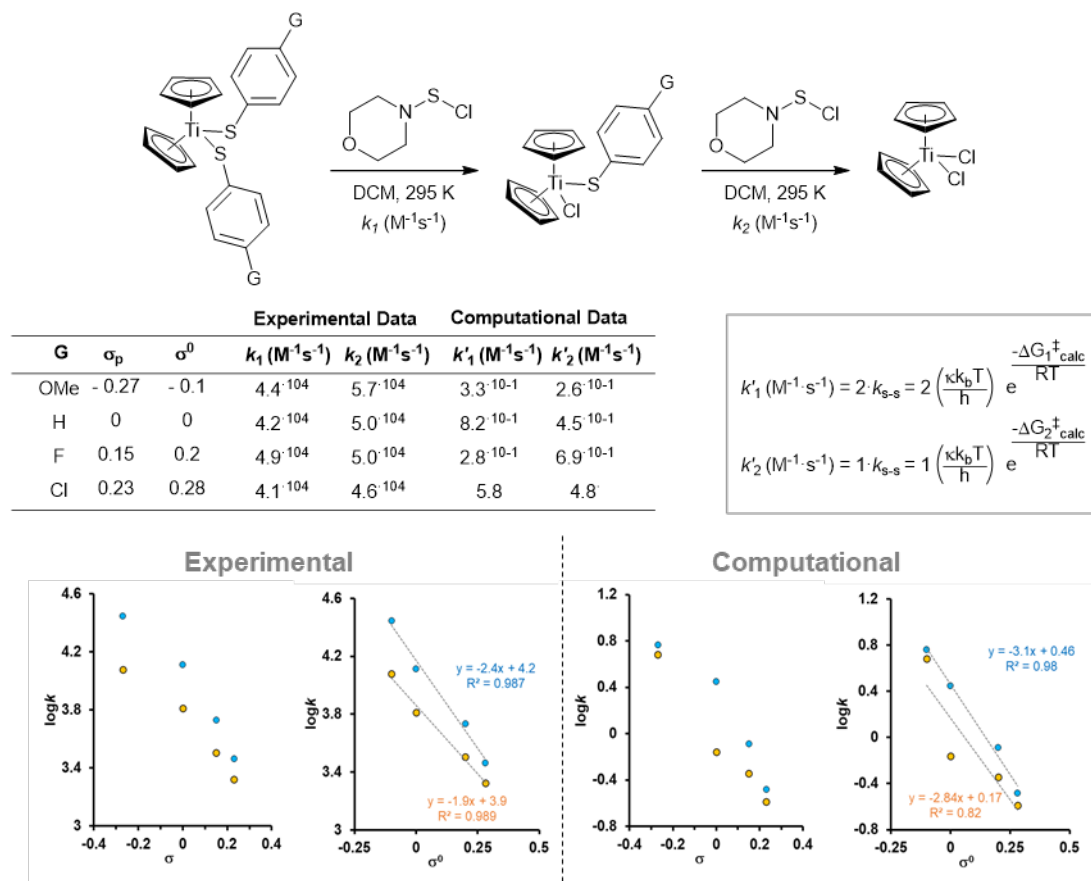 G
G
S
Cl
N
O
Ti
S
S
G
DCM, 295 K
k₁ (M⁻¹s⁻¹)
G
Ti
S
Cl
S
Cl
N
O
DCM, 295 K
k₂ (M⁻¹s⁻¹)
Ti
Cl
Cl
Experimental Data Computational Data
G σp σ⁰ k₁ (M⁻¹s⁻¹) k₂ (M⁻¹s⁻¹) k'₁ (M⁻¹s⁻¹) k'₂ (M⁻¹s⁻¹)
OMe - 0.27 - 0.1 4.4·10⁴ 5.7·10⁴ 3.3·10⁻¹ 2.6·10⁻¹
H 0 0 4.2·10⁴ 5.0·10⁴ 8.2·10⁻¹ 4.5·10⁻¹
F 0.15 0.2 4.9·10⁴ 5.0·10⁴ 2.8·10⁻¹ 6.9·10⁻¹
Cl 0.23 0.28 4.1·10⁴ 4.6·10⁴ 5.8 4.8·
k'₁ (M⁻¹·s⁻¹) = 2·kₛ₋ₛ = 2 (κk_bT/h) e^(-ΔG₁‡calc/RT)
k'₂ (M⁻¹·s⁻¹) = 1·kₛ₋ₛ = 1 (κk_bT/h) e^(-ΔG₂‡calc/RT)
Experimental
Computational
4.6
4.2
3.8
3.4
3
logk
-0.4 -0.2 0 0.2 0.4
σ
4.6
4.2
3.8
3.4
3
logk
y = -2.4x + 4.2
R² = 0.987
y = -1.9x + 3.9
R² = 0.989
-0.25 0 0.25 0.5
σ⁰
1.2
0.8
0.4
0
-0.4
-0.8
logk
-0.4 -0.2 0 0.2 0.4
σ
1.2
0.8
0.4
0
-0.4
-0.8
logk
y = -3.1x + 0.46
R² = 0.98
y = -2.84x + 0.17
R² = 0.82
-0.25 0 0.25 0.5
σ⁰